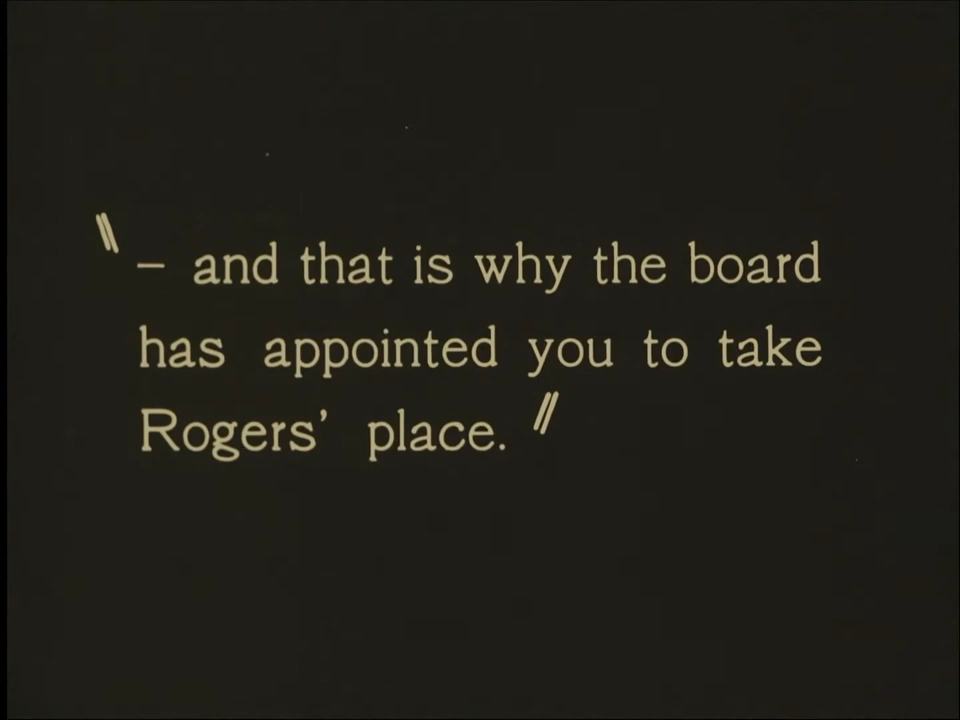 "– and that is why the board
has appointed you to take
Rogers’ place."